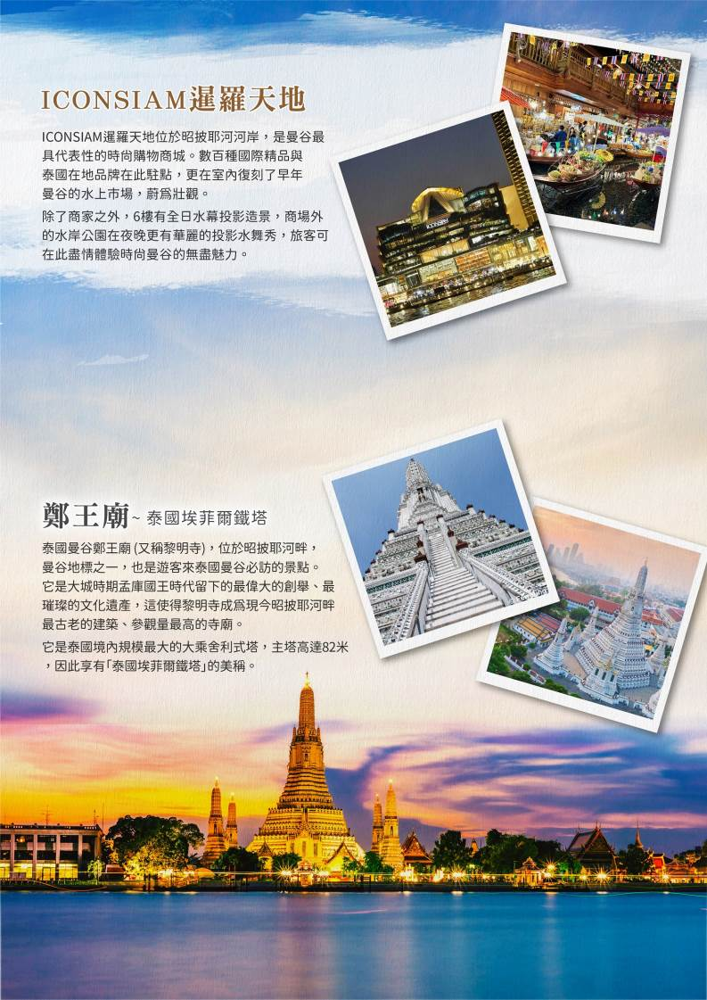 ICONSIAM暹羅天地
ICONSIAM暹羅天地位於昭披耶河河岸，是曼谷最
具代表性的時尚購物商城。數百種國際精品與
泰國在地品牌在此駐點，更在室內復刻了早年
曼谷的水上市場，蔚爲壯觀。
除了商家之外，6樓有全日水幕投影造景，商場外
的水岸公園在夜晚更有華麗的投影水舞秀，旅客可
在此盡情體驗時尚曼谷的無盡魅力。
ICONSIAM
鄭王廟~ 泰國埃菲爾鐵塔
泰國曼谷鄭王廟 (又稱黎明寺)，位於昭披耶河畔，
曼谷地標之一，也是遊客來泰國曼谷必訪的景點。
它是大城時期孟庫國王時代留下的最偉大的創舉、最
璀璨的文化遺產，這使得黎明寺成爲現今昭披耶河畔
最古老的建築、參觀量最高的寺廟。
它是泰國境內規模最大的大乘舍利式塔，主塔高達82米
，因此享有「泰國埃菲爾鐵塔」的美稱。